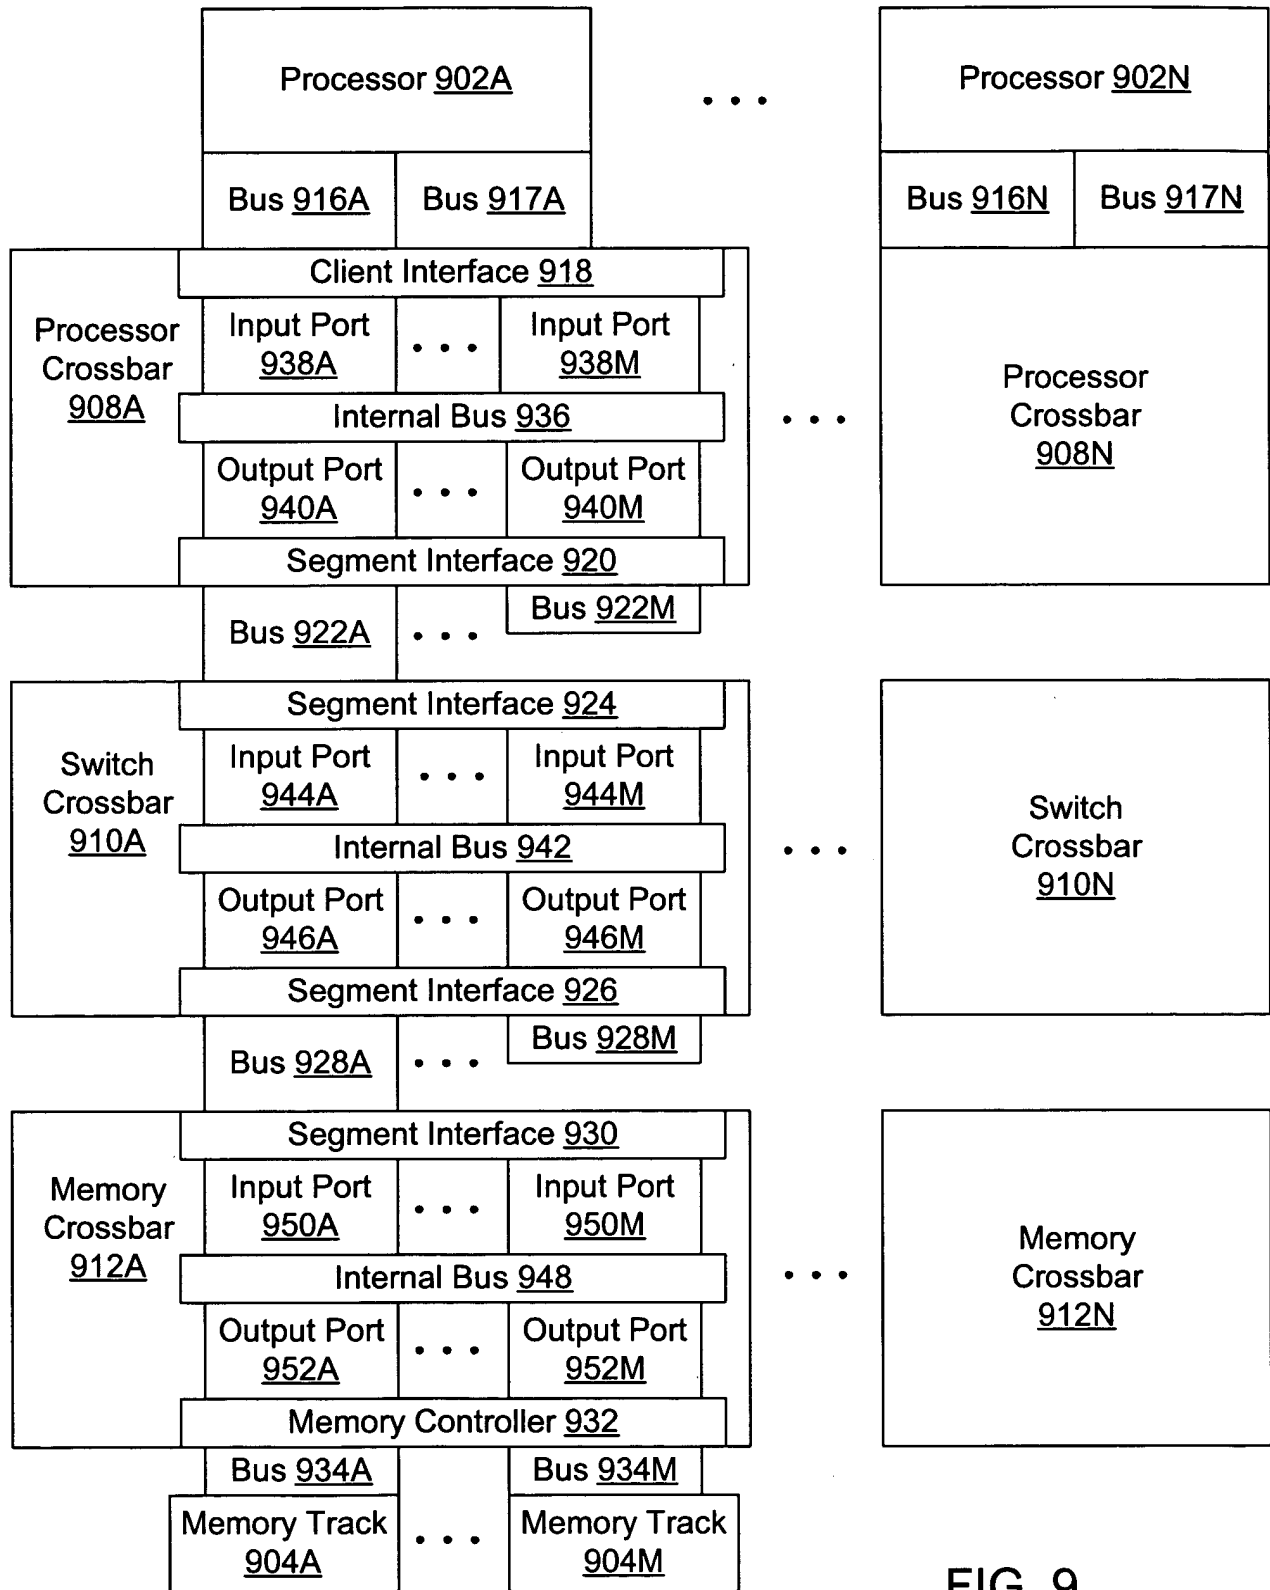 Processor 902A
Processor 902N
Bus 916A
Bus 917A
Bus 916N
Bus 917N
Client Interface 918
Processor
Crossbar
908A
Input Port
938A
Input Port
938M
Internal Bus 936
Output Port
940A
Output Port
940M
Segment Interface 920
Processor
Crossbar
908N
Bus 922A
Bus 922M
Segment Interface 924
Switch
Crossbar
910A
Input Port
944A
Input Port
944M
Internal Bus 942
Output Port
946A
Output Port
946M
Segment Interface 926
Switch
Crossbar
910N
Bus 928A
Bus 928M
Segment Interface 930
Memory
Crossbar
912A
Input Port
950A
Input Port
950M
Internal Bus 948
Output Port
952A
Output Port
952M
Memory Controller 932
Memory
Crossbar
912N
Bus 934A
Bus 934M
Memory Track
904A
Memory Track
904M
FIG. 9